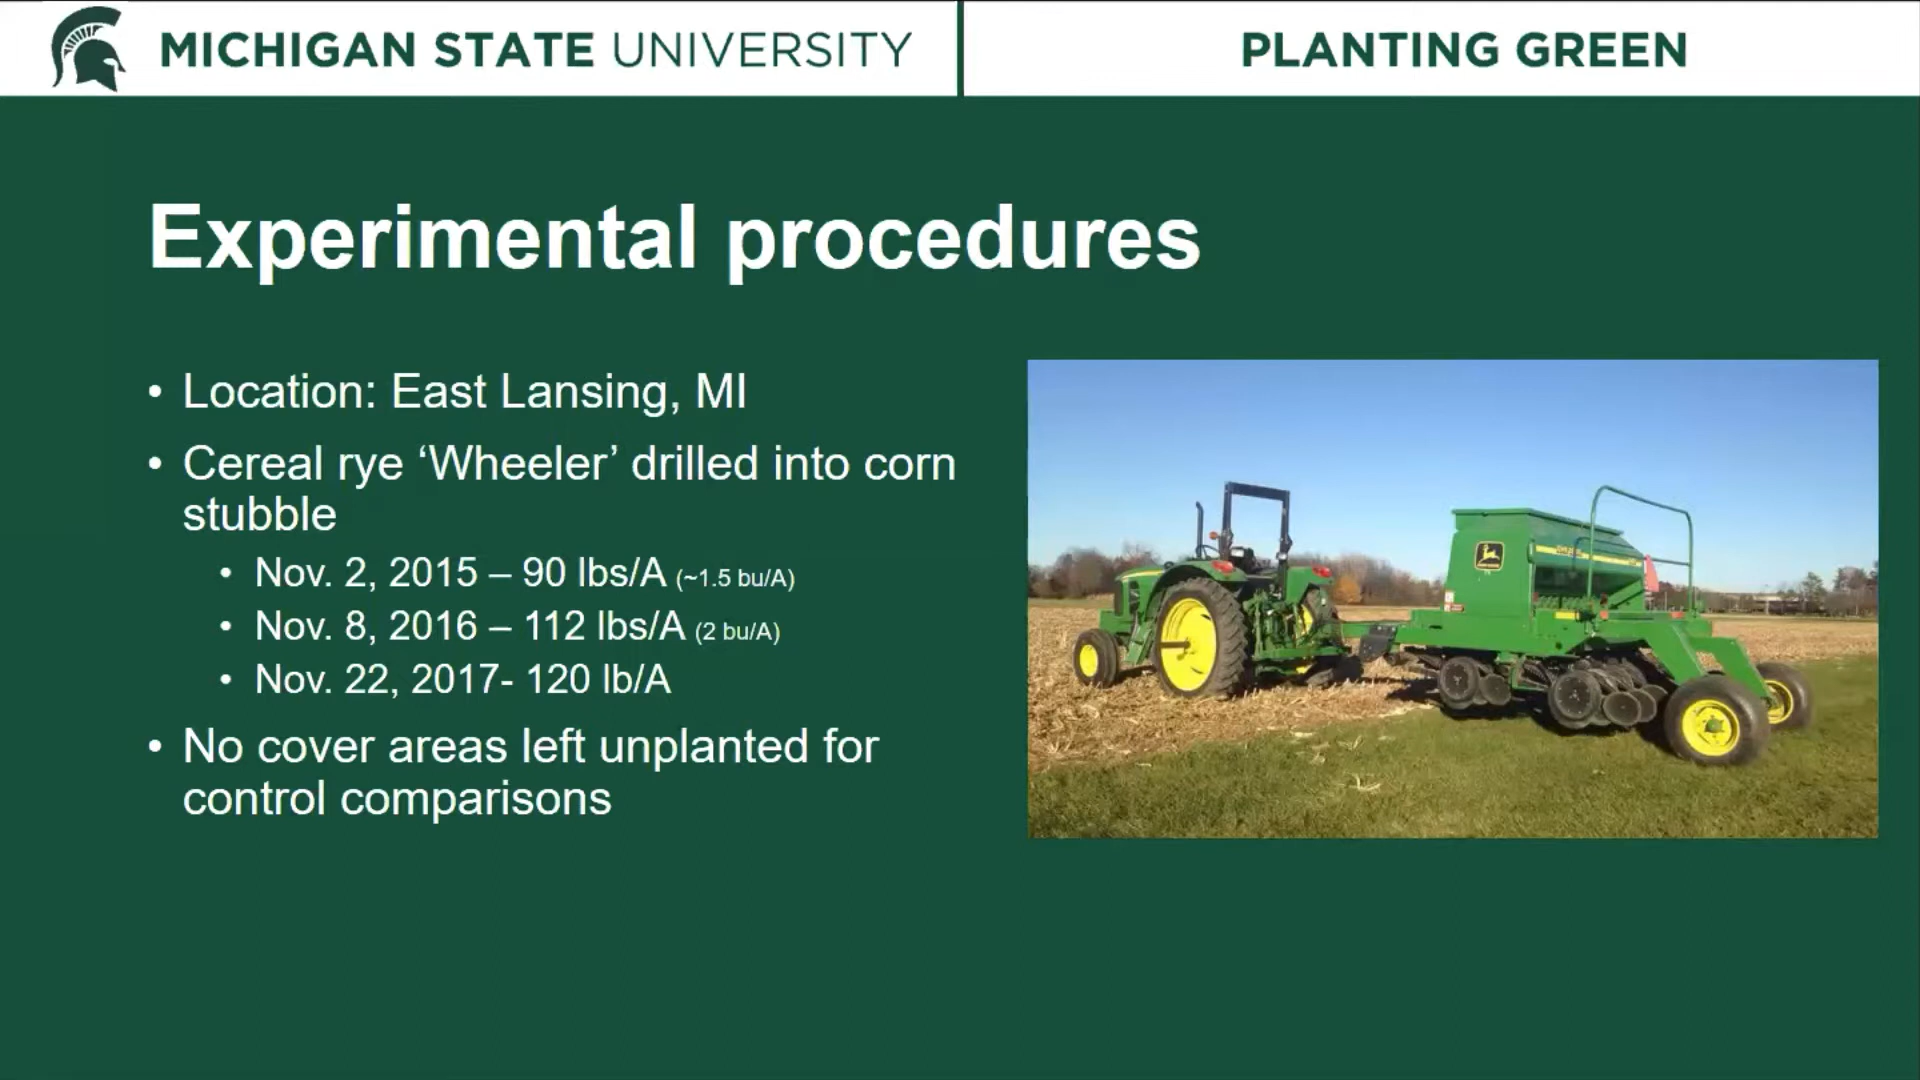 MICHIGAN STATE UNIVERSITY
PLANTING GREEN
Experimental procedures
• Location: East Lansing, MI
• Cereal rye ‘Wheeler’ drilled into corn
stubble
• Nov. 2, 2015 – 90 lbs/A (~1.5 bu/A)
• Nov. 8, 2016 – 112 lbs/A (2 bu/A)
• Nov. 22, 2017- 120 lb/A
• No cover areas left unplanted for
control comparisons